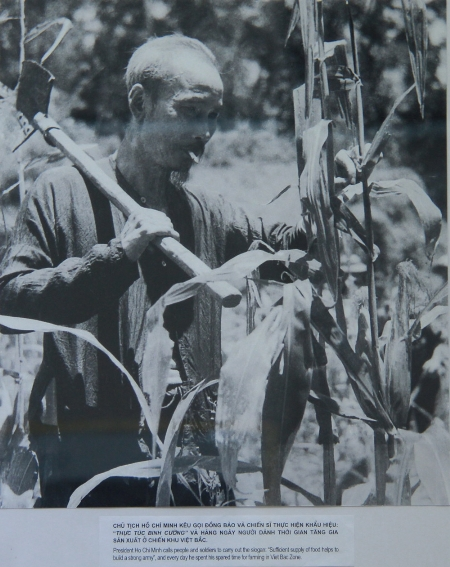 CHỦ TỊCH HỒ CHÍ MINH KÊU GỌI ĐỒNG BÀO VÀ CHIẾN SĨ THỰC HIỆN KHẨU HIỆU:
"THỰC TÚC BINH CƯỜNG" VÀ HÀNG NGÀY NGƯỜI DÀNH THỜI GIAN TĂNG GIA
SẢN XUẤT Ở CHIẾN KHU VIỆT BẮC.
President Ho Chi Minh calls people and soldiers to carry out the slogan: "Sufficient supply of food helps to
build a strong army", and every day he spent his spared time for farming in Viet Bac Zone.